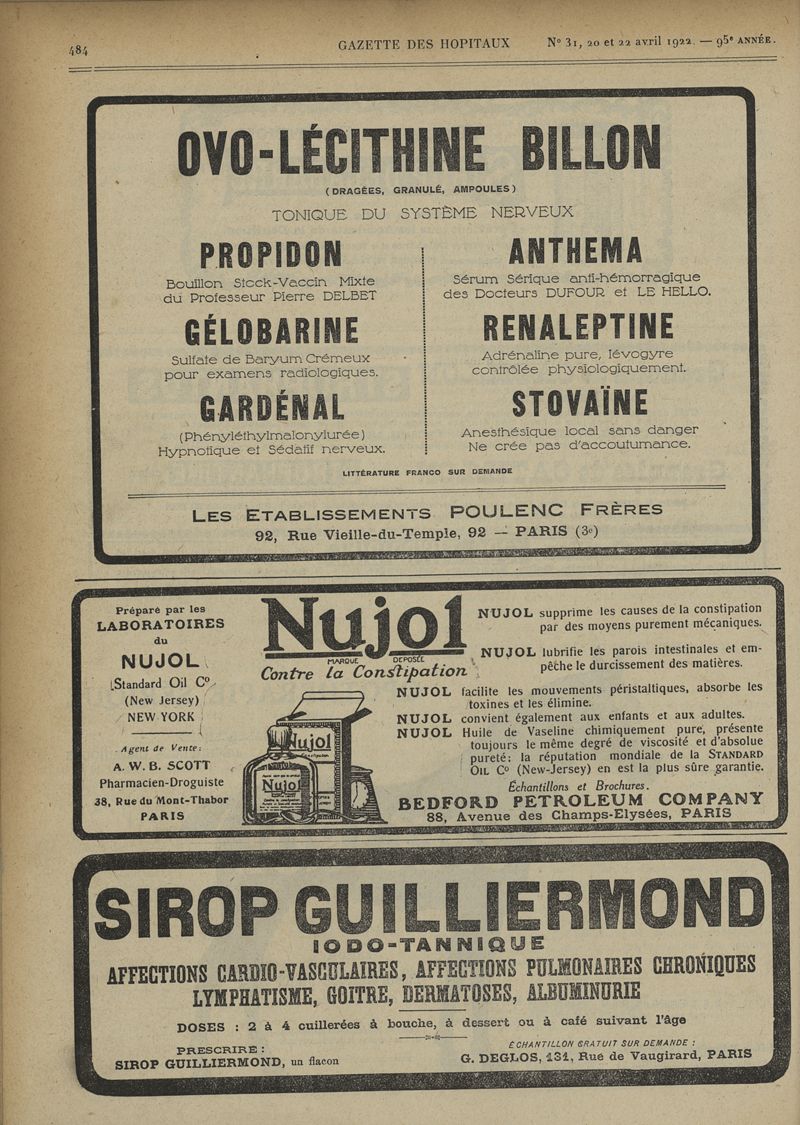 484
GAZETTE DES HOPITAUX
N° 31, 20 et 22 avril 1922. — 95e ANNÉE.
OVO-LÉCITHINE BILLON
(DRAGÉES, GRANULÉ, AMPOULES)
TONIQUE DU SYSTÈME NERVEUX
PROPIDON
Bouillon Stock-Vaccin Mixte
du Professeur Pierre DELBET
GÉLOBARINE
Sulfate de Baryum Crémeux
pour examens radiologiques.
GARDÉNAL
(Phényléthylmalonylurée)
Hypnotique et Sédatif nerveux.
ANTHEMA
Sérum Sérique anti-hémorragique
des Docteurs DUFOUR et LE HELLO.
RENALEPTINE
Adrénaline pure, lévogyre
contrôlée physiologiquement.
STOVAÏNE
Anesthésique local sans danger
Ne crée pas d'accoutumance.
LITTÉRATURE FRANCO SUR DEMANDE
LES ETABLISSEMENTS POULENC FRÈRES
92, Rue Vieille-du-Temple, 92 — PARIS (3e)
Préparé par les
LABORATOIRES
du
NUJOL
(Standard Oil Co
(New Jersey)
NEW YORK
Agent de Vente:
A. W. B. SCOTT
Pharmacien-Droguiste
38, Rue du Mont-Thabor
PARIS
Nujol
MARQUE DÉPOSÉE
Contre la Constipation
Nujol
Nujol
NUJOL supprime les causes de la constipation
par des moyens purement mécaniques.
NUJOL lubrifie les parois intestinales et em-
pêche le durcissement des matières.
NUJOL facilite les mouvements péristaltiques, absorbe les
toxines et les élimine.
NUJOL convient également aux enfants et aux adultes.
NUJOL Huile de Vaseline chimiquement pure, présente
toujours le même degré de viscosité et d'absolue
pureté: la réputation mondiale de la STANDARD
OIL Co (New-Jersey) en est la plus sûre garantie.
Échantillons et Brochures.
BEDFORD PETROLEUM COMPANY
88, Avenue des Champs-Elysées, PARIS
SIROP GUILLIERMOND
IODO-TANNIQUE
AFFECTIONS CARDIO-VASCULAIRES, AFFECTIONS PULMONAIRES CHRONIQUES
LYMPHATISME, GOITRE, DERMATOSES, ALBUMINURIE
DOSES : 2 à 4 cuillerées à bouche, à dessert ou à café suivant l'âge
PRESCRIRE :
SIROP GUILLIERMOND, un flacon
ÉCHANTILLON GRATUIT SUR DEMANDE :
G. DEGLOS, 131, Rue de Vaugirard, PARIS